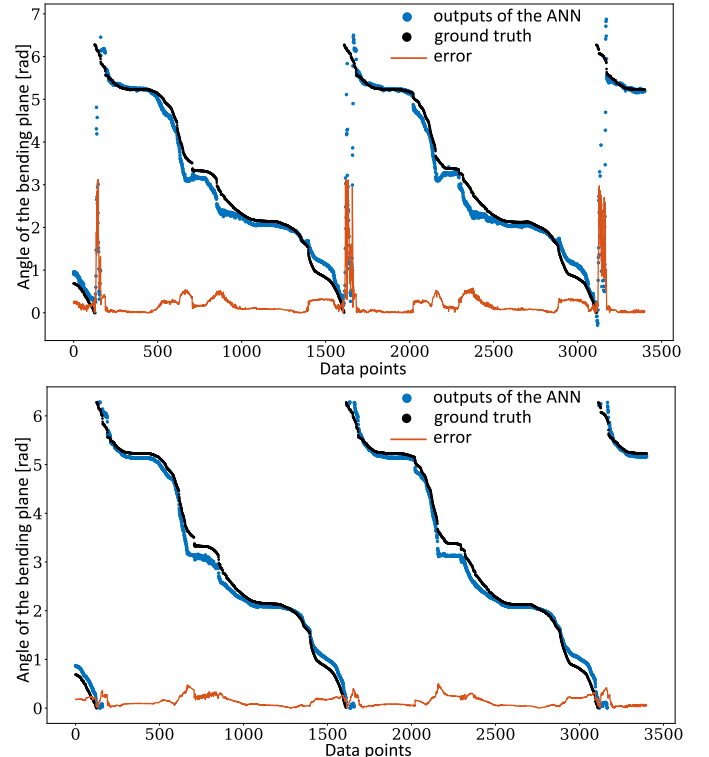 7
outputs of the ANN
ground truth
6
error
5
4
3
2
1
0
Angle of the bending plane [rad]
0 500 1000 1500 2000 2500 3000 3500
Data points
outputs of the ANN
6
ground truth
error
5
4
3
2
1
0
Angle of the bending plane [rad]
0 500 1000 1500 2000 2500 3000 3500
Data points